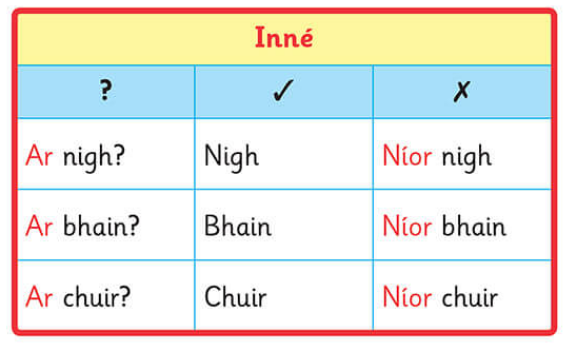 Inné
? ✓ ✗
Ar nigh? Nigh Níor nigh
Ar bhain? Bhain Níor bhain
Ar chuir? Chuir Níor chuir